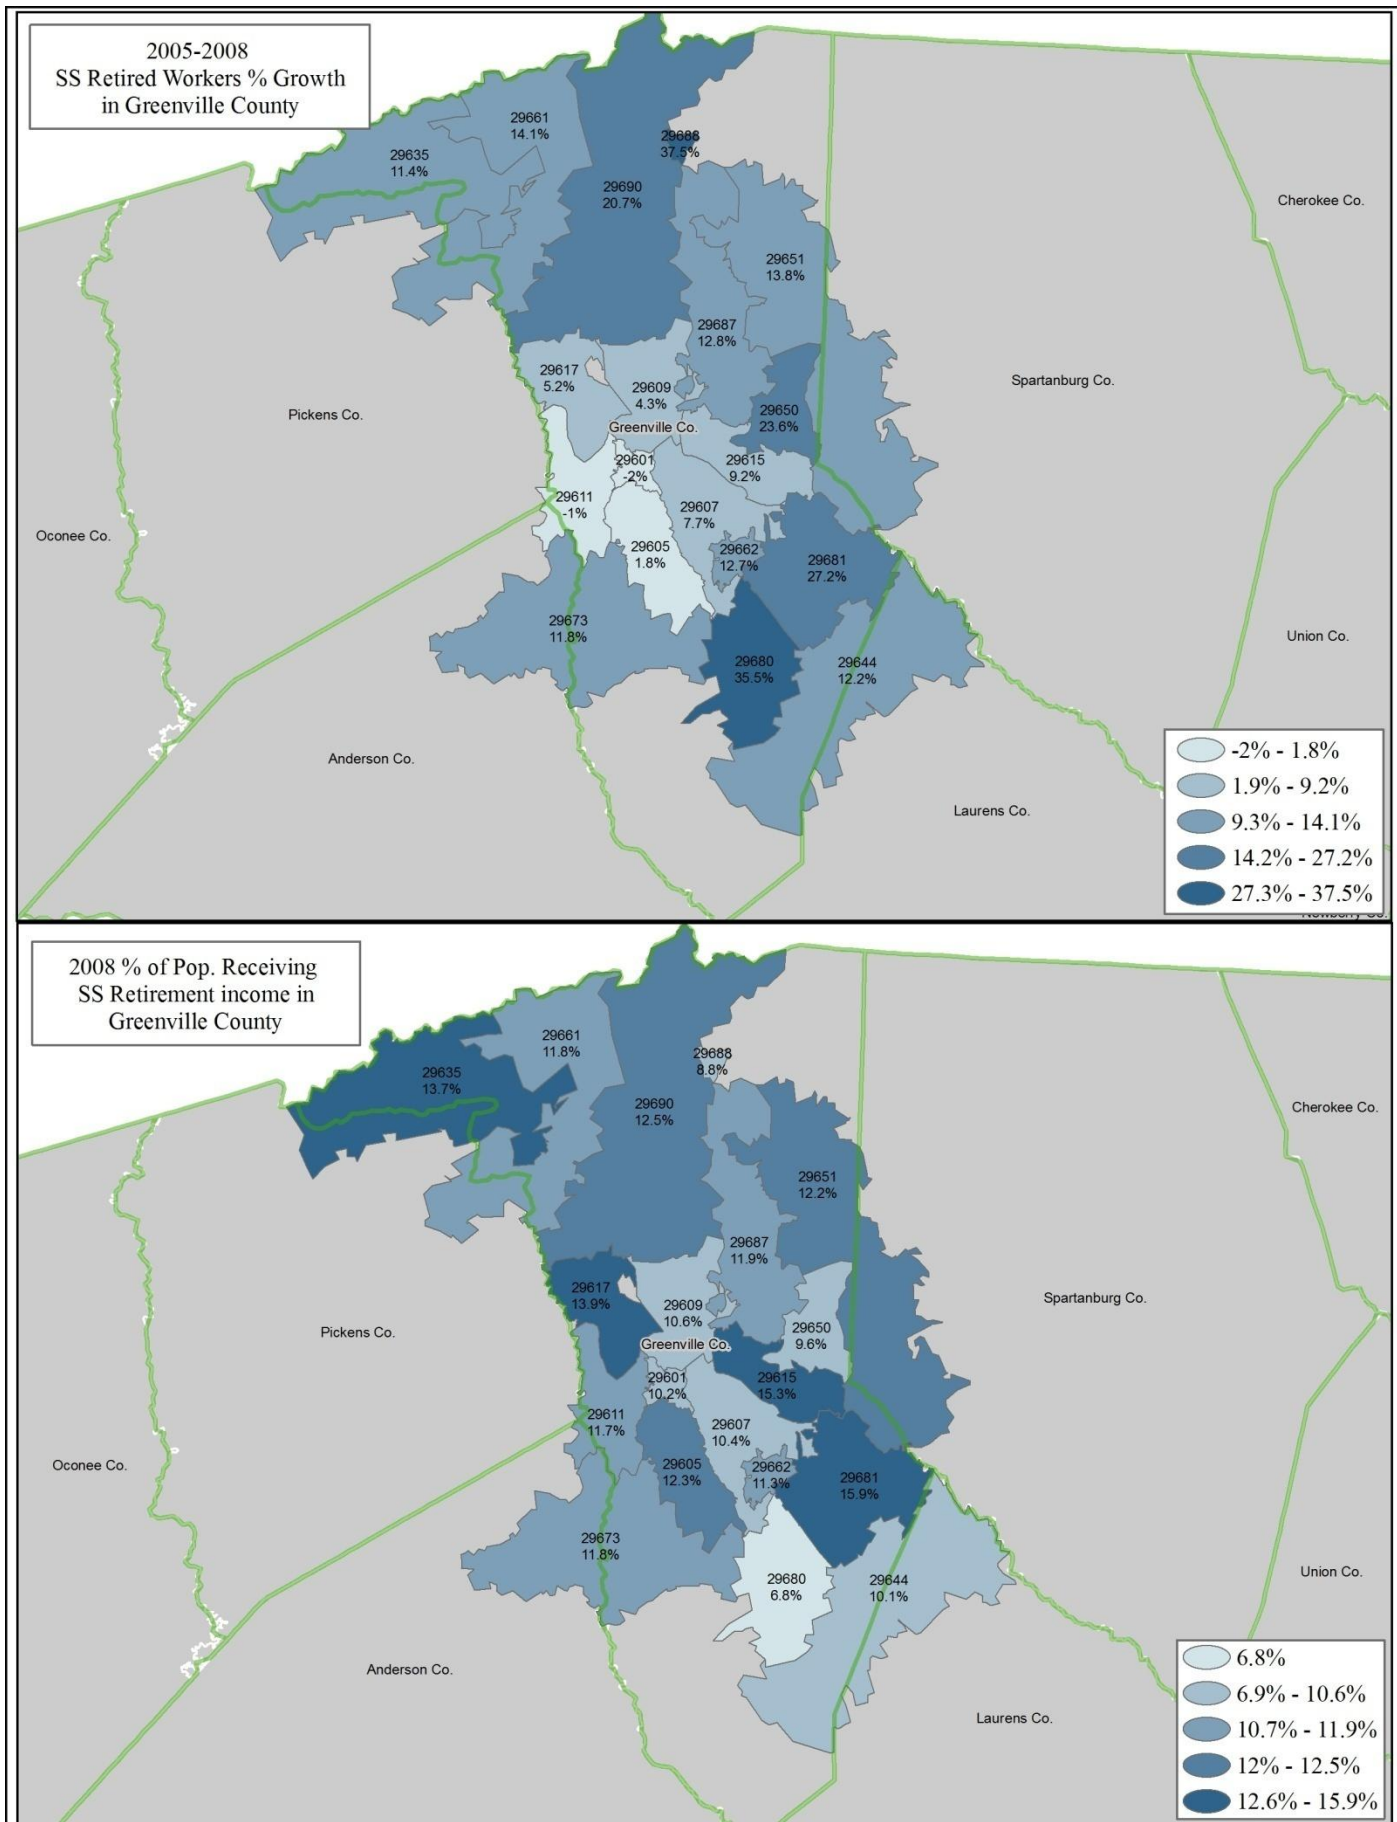 2005-2008
SS Retired Workers % Growth
in Greenville County
29661
14.1%
29688
37.5%
29635
11.4%
29690
20.7%
Cherokee Co.
29651
13.8%
29687
12.8%
29617
5.2%
29609
4.3%
Spartanburg Co.
Pickens Co.
29650
23.6%
Greenville Co.
29601
-2%
29615
9.2%
29611
-1%
29607
7.7%
Oconee Co.
29605
1.8%
29662
12.7%
29681
27.2%
29673
11.8%
Union Co.
29680
35.5%
29644
12.2%
Anderson Co.
Laurens Co.
-2% - 1.8%
1.9% - 9.2%
9.3% - 14.1%
14.2% - 27.2%
27.3% - 37.5%
Newberry Co.
2008 % of Pop. Receiving
SS Retirement income in
Greenville County
29661
11.8%
29688
8.8%
29635
13.7%
29690
12.5%
Cherokee Co.
29651
12.2%
29687
11.9%
29617
13.9%
29609
10.6%
Spartanburg Co.
Pickens Co.
29650
9.6%
Greenville Co.
29601
10.2%
29615
15.3%
29611
11.7%
29607
10.4%
Oconee Co.
29605
12.3%
29662
11.3%
29681
15.9%
29673
11.8%
Union Co.
29680
6.8%
29644
10.1%
Anderson Co.
Laurens Co.
6.8%
6.9% - 10.6%
10.7% - 11.9%
12% - 12.5%
12.6% - 15.9%